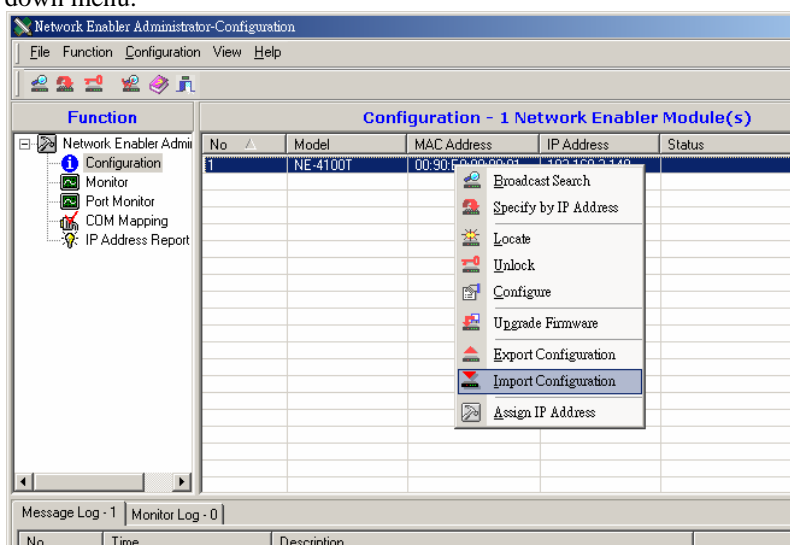 down menu.
Network Enabler Administrator-Configuration
File Function Configuration View Help
Function
Configuration - 1 Network Enabler Module(s)
Network Enabler Admi
Configuration
Monitor
Port Monitor
COM Mapping
IP Address Report
No Model MAC Address IP Address Status
1 NE-4100T
Broadcast Search
Specify by IP Address
Locate
Unlock
Configure
Upgrade Firmware
Export Configuration
Import Configuration
Assign IP Address
Message Log - 1 Monitor Log - 0
No Time Description